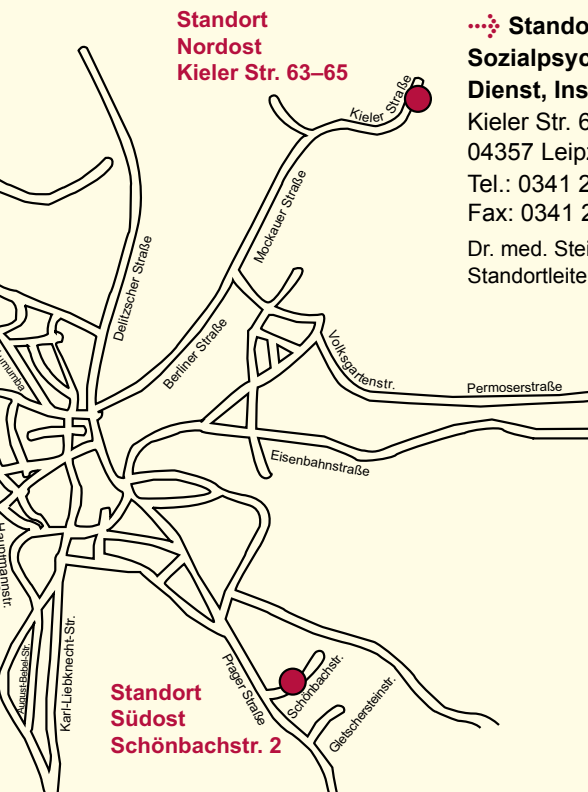 Standort
Nordost
Kieler Str. 63–65
Kieler Straße
Mockauer Straße
Delitzscher Straße
Berliner Straße
Volksgartenstr.
Permoserstraße
Eisenbahnstraße
Karl-Liebknecht-Str.
August-Bebel-Str.
Prager Straße
Schönbachstr.
Gletschersteinstr.
Standort
Südost
Schönbachstr. 2
Dienst, Ins
Kieler Str. 6
04357 Leip
Tel.: 0341 2
Fax: 0341 2
Dr. med. Stei
Standortleite